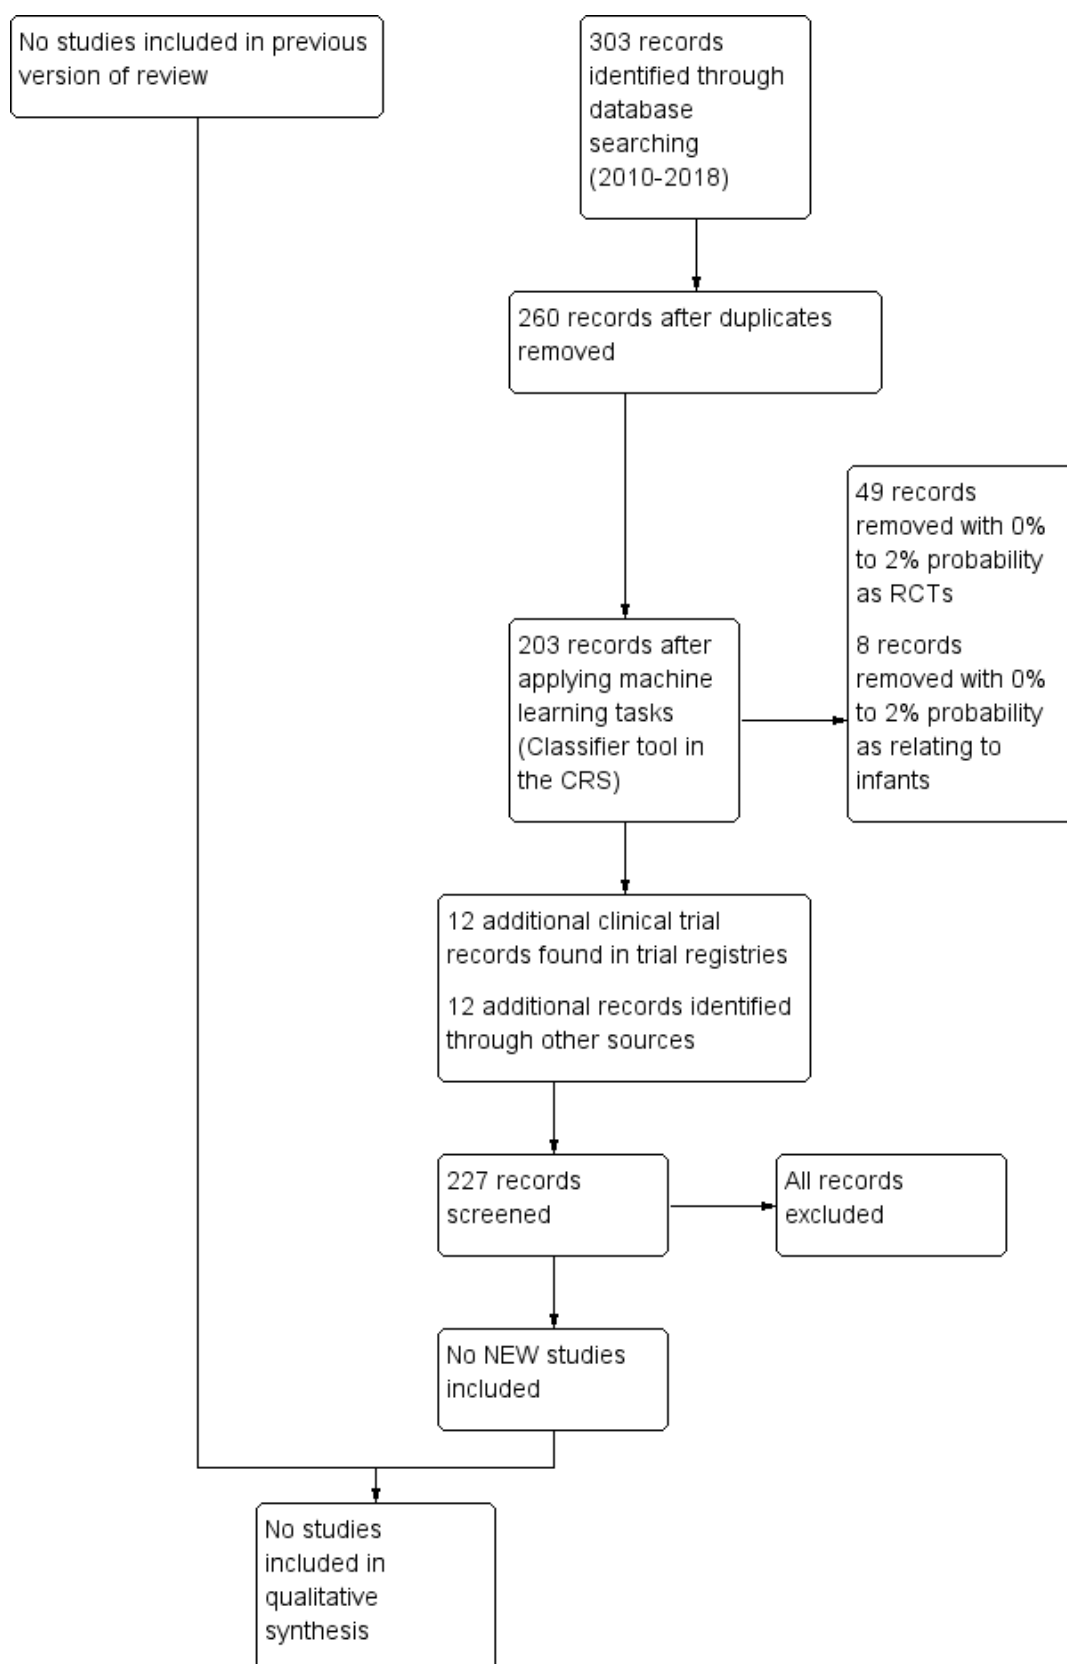 No studies included in previous
version of review
303 records
identified through
database
searching
(2010-2018)
260 records after duplicates
removed
49 records
removed with 0%
to 2% probability
as RCTs
8 records
removed with 0%
to 2% probability
as relating to
infants
203 records after
applying machine
learning tasks
(Classifier tool in
the CRS)
12 additional clinical trial
records found in trial registries
12 additional records identified
through other sources
227 records
screened
All records
excluded
No NEW studies
included
No studies
included in
qualitative
synthesis